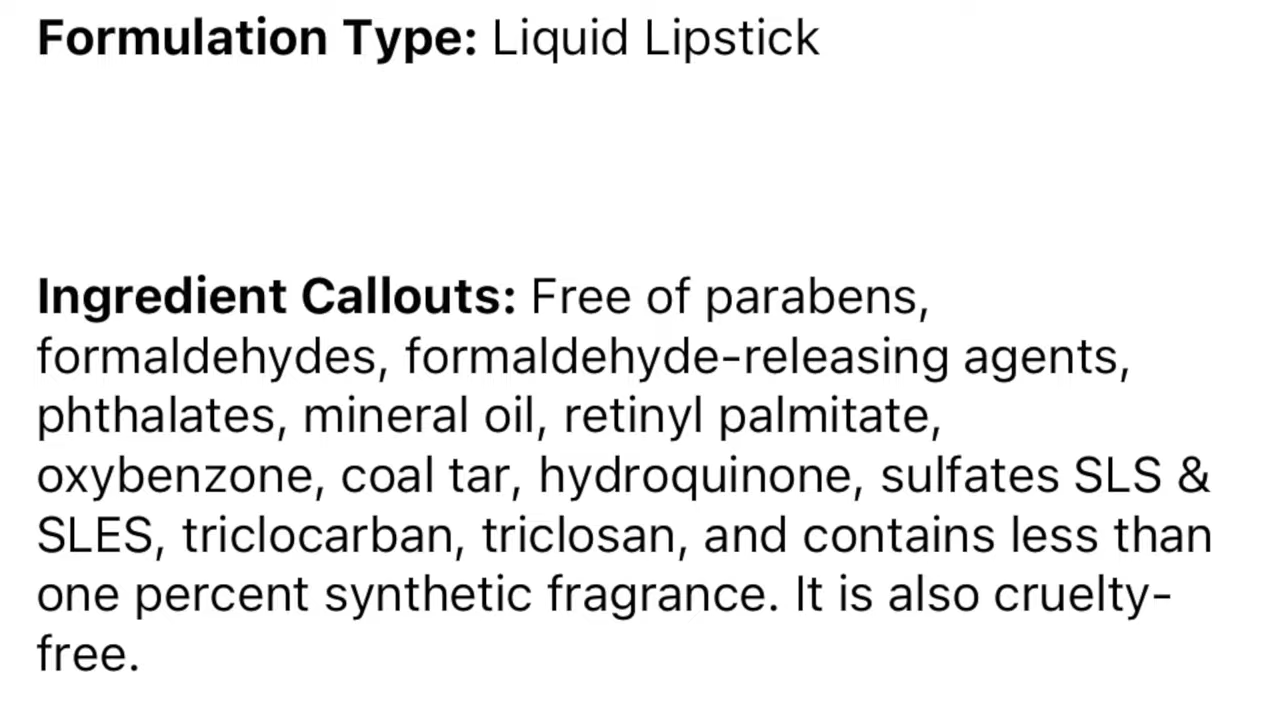 Formulation Type: Liquid Lipstick
Ingredient Callouts: Free of parabens,
formaldehydes, formaldehyde-releasing agents,
phthalates, mineral oil, retinyl palmitate,
oxybenzone, coal tar, hydroquinone, sulfates SLS &
SLES, triclocarban, triclosan, and contains less than
one percent synthetic fragrance. It is also cruelty-
free.